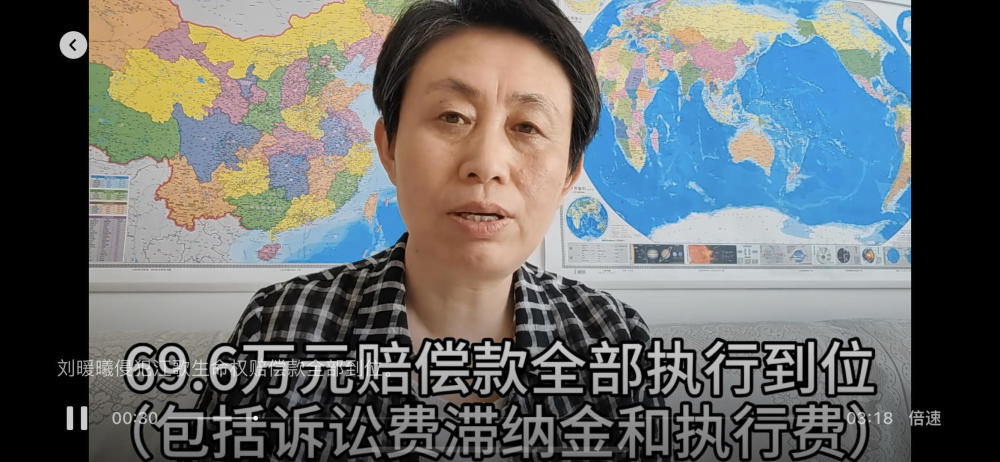 刘暖曦侵犯江歌生命权赔偿款全部到位
69.6万元赔偿款全部执行到位
(包括诉讼费滞纳金和执行费)
00:30
03:18
倍速